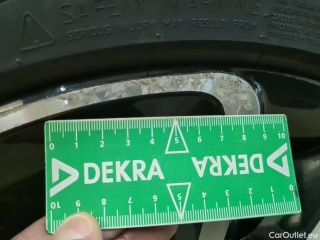 SAFETY WARNING
SERIOUS INJURY MAY RESULT FROM
0 1 2 3 4 5 6 7 8 9 10
DEKRA DEKRA
10 9 8 7 6 5 4 3 2 1 0
CarOutlet.eu